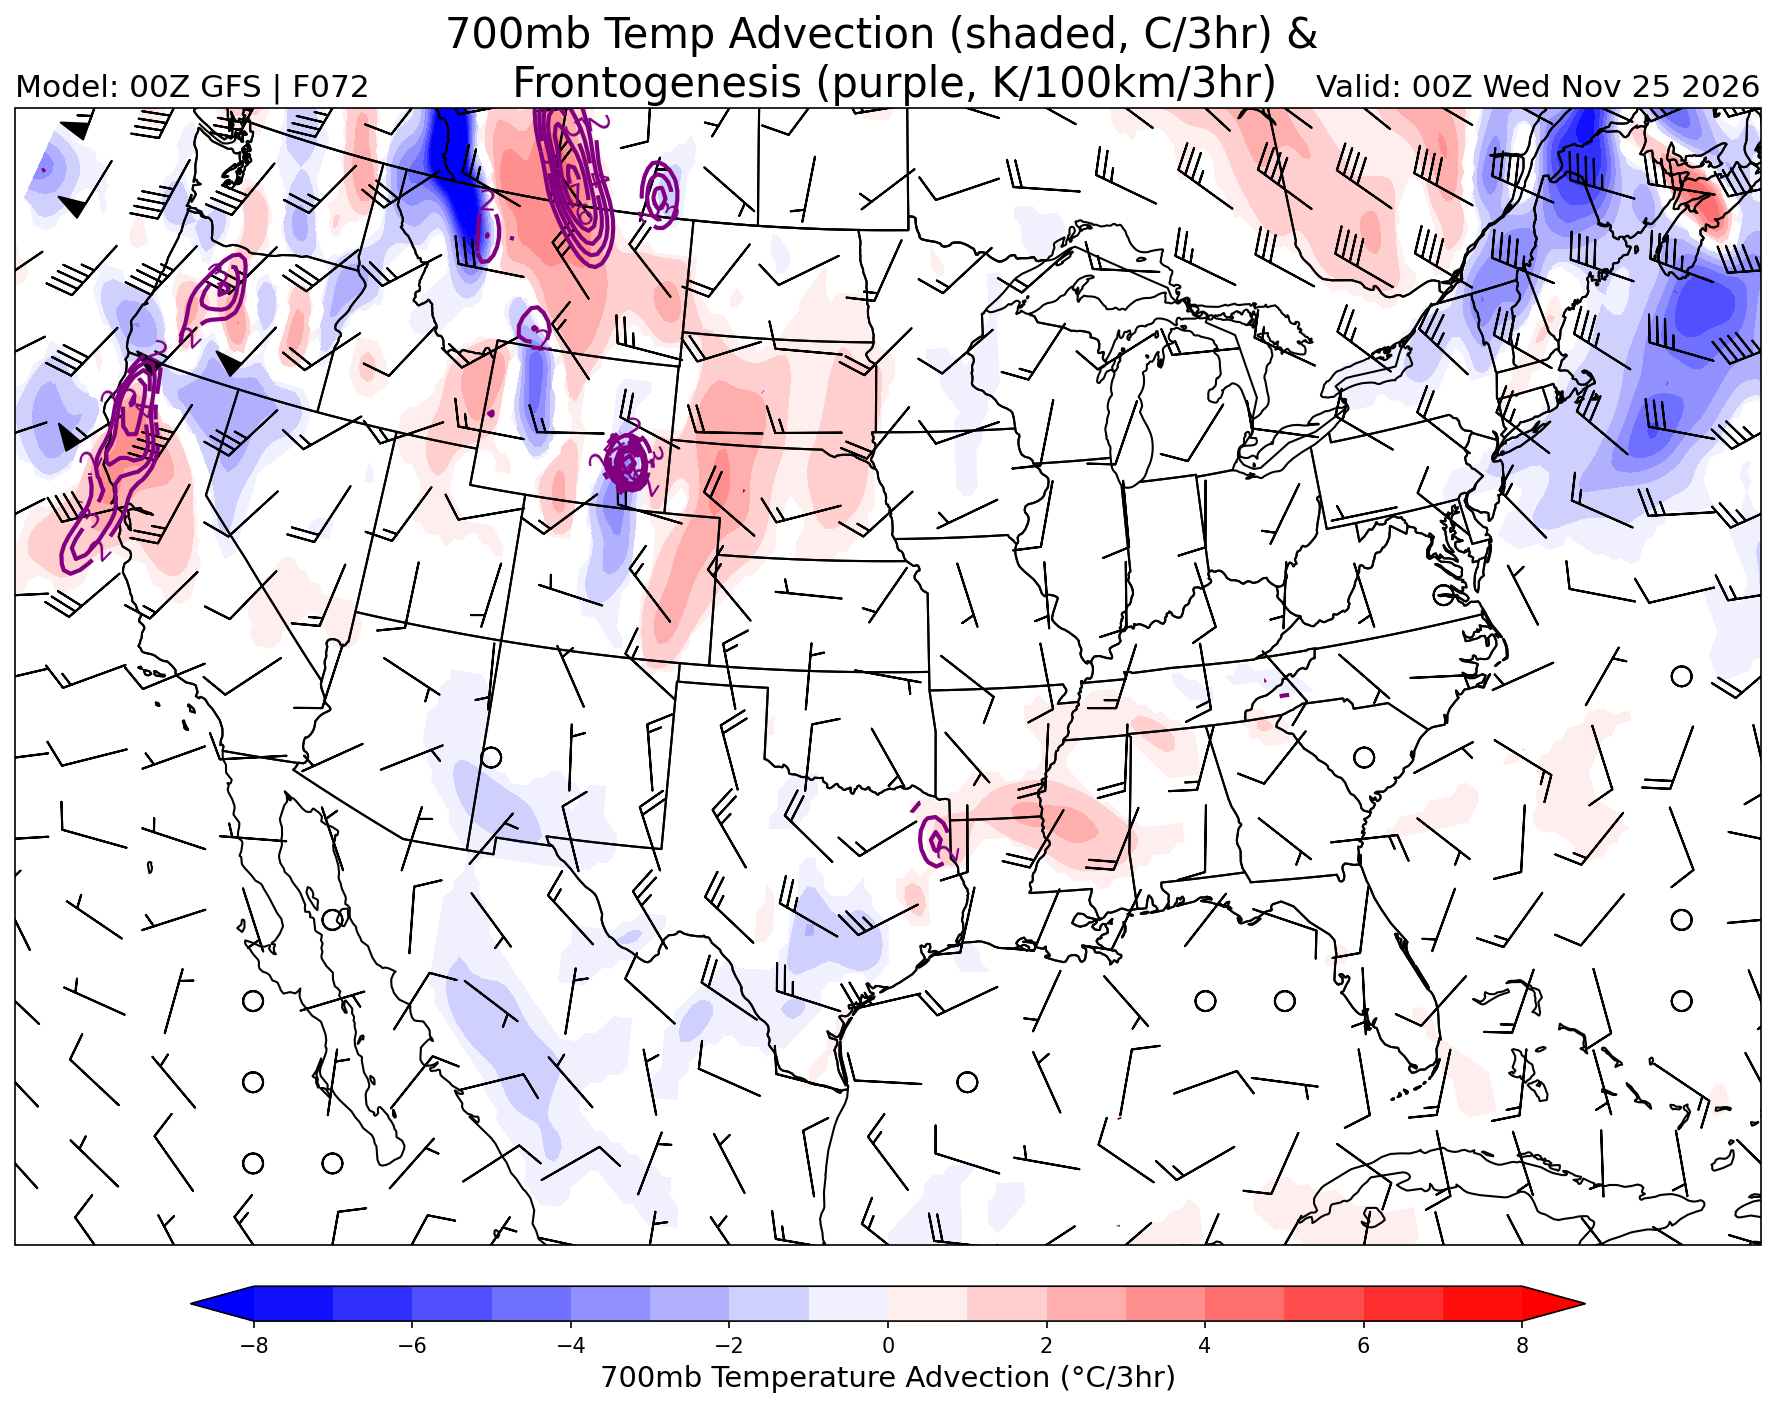 700mb Temp Advection (shaded, C/3hr) &
Frontogenesis (purple, K/100km/3hr)
Model: 00Z GFS | F072
Valid: 00Z Wed Nov 25 2026
−8 −6 −4 −2 0 2 4 6 8
700mb Temperature Advection (°C/3hr)